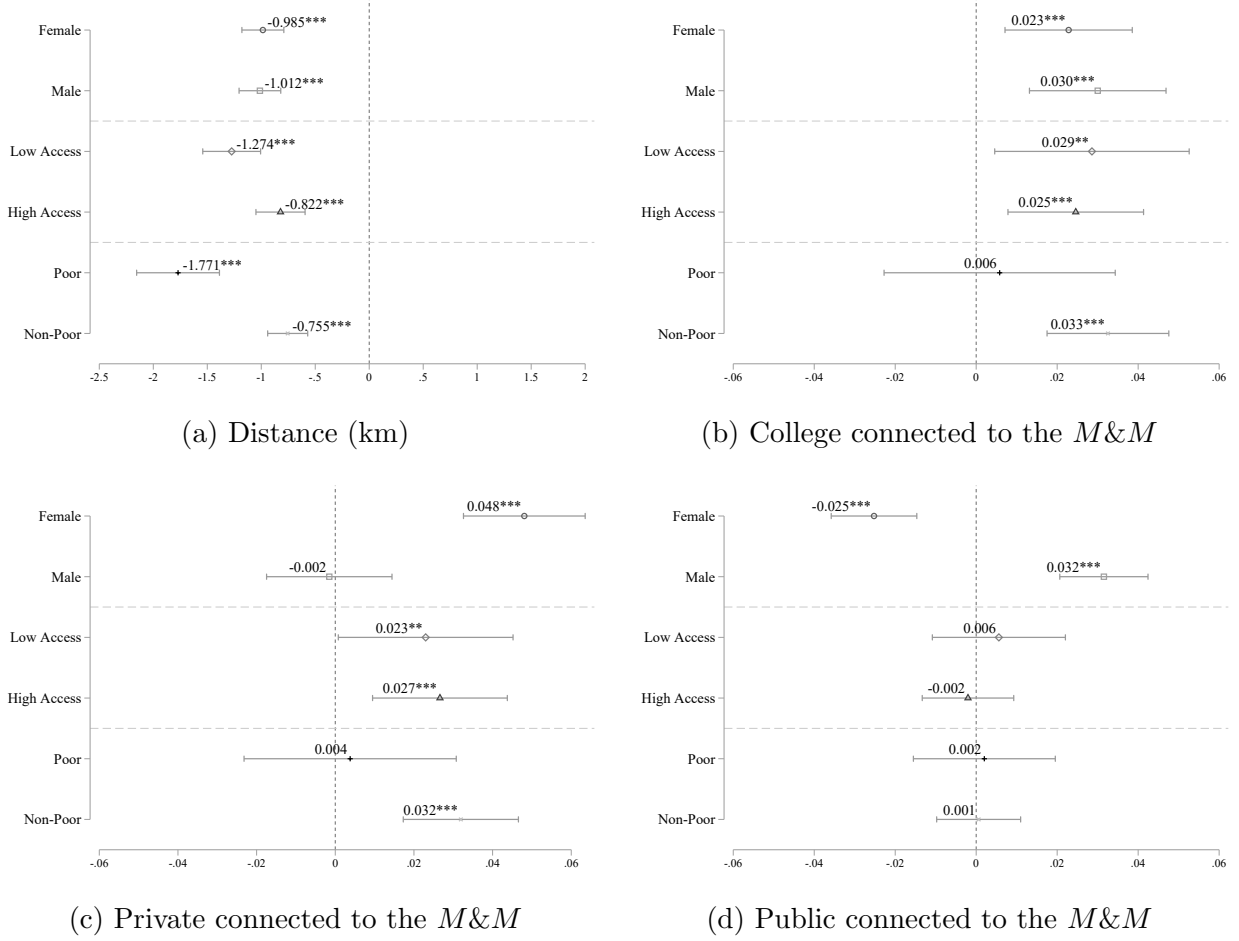 Female
-0.985***
Male
-1.012***
Low Access
-1.274***
High Access
-0.822***
Poor
-1.771***
Non-Poor
-0.755***
-2.5 -2 -1.5 -1 -.5 0 .5 1 1.5 2
(a) Distance (km)
Female
0.023***
Male
0.030***
Low Access
0.029**
High Access
0.025***
Poor
0.006
Non-Poor
0.033***
-.06 -.04 -.02 0 .02 .04 .06
(b) College connected to the M&M
Female
0.048***
Male
-0.002
Low Access
0.023**
High Access
0.027***
Poor
0.004
Non-Poor
0.032***
-.06 -.04 -.02 0 .02 .04 .06
(c) Private connected to the M&M
Female
-0.025***
Male
0.032***
Low Access
0.006
High Access
-0.002
Poor
0.002
Non-Poor
0.001
-.06 -.04 -.02 0 .02 .04 .06
(d) Public connected to the M&M